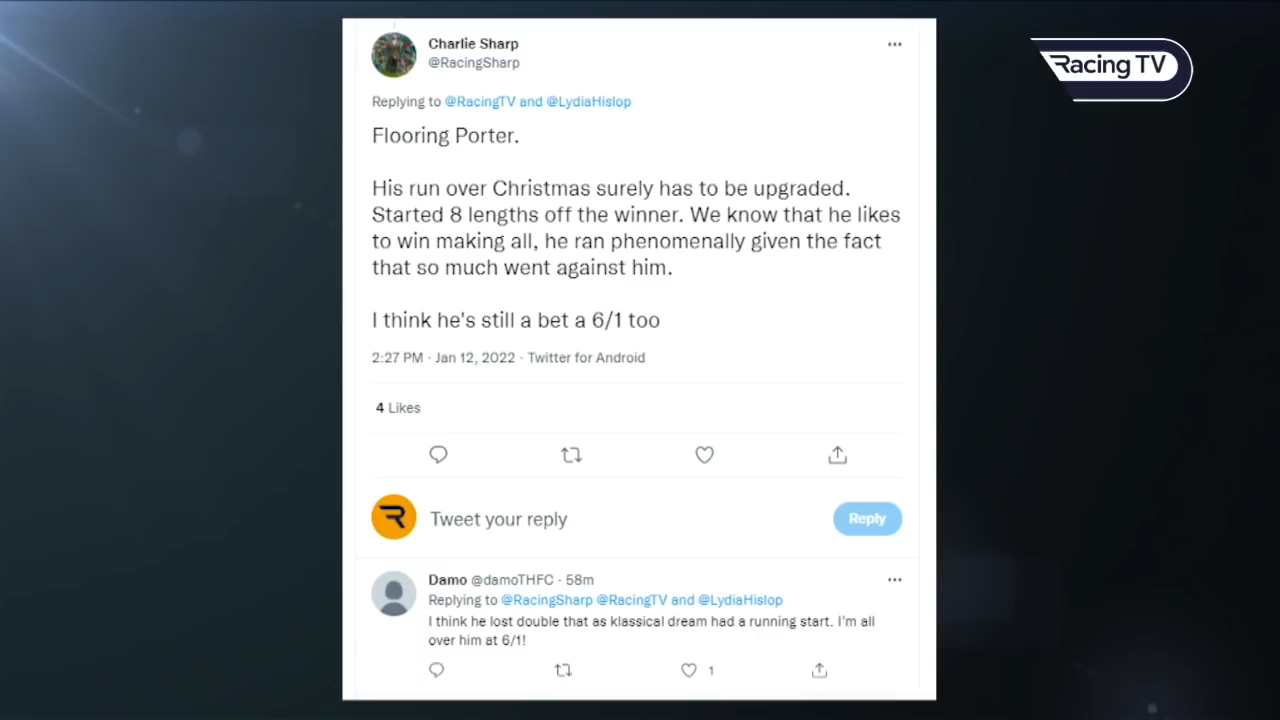 Charlie Sharp
@RacingSharp
Racing TV
Replying to @RacingTV and @LydiaHislop
Flooring Porter.
His run over Christmas surely has to be upgraded.
Started 8 lengths off the winner. We know that he likes
to win making all, he ran phenomenally given the fact
that so much went against him.
I think he's still a bet a 6/1 too
2:27 PM · Jan 12, 2022 · Twitter for Android
4 Likes
Tweet your reply
Reply
Damo @damoTHFC · 58m
Replying to @RacingSharp @RacingTV and @LydiaHislop
I think he lost double that as klassical dream had a running start. I'm all
over him at 6/1!
1